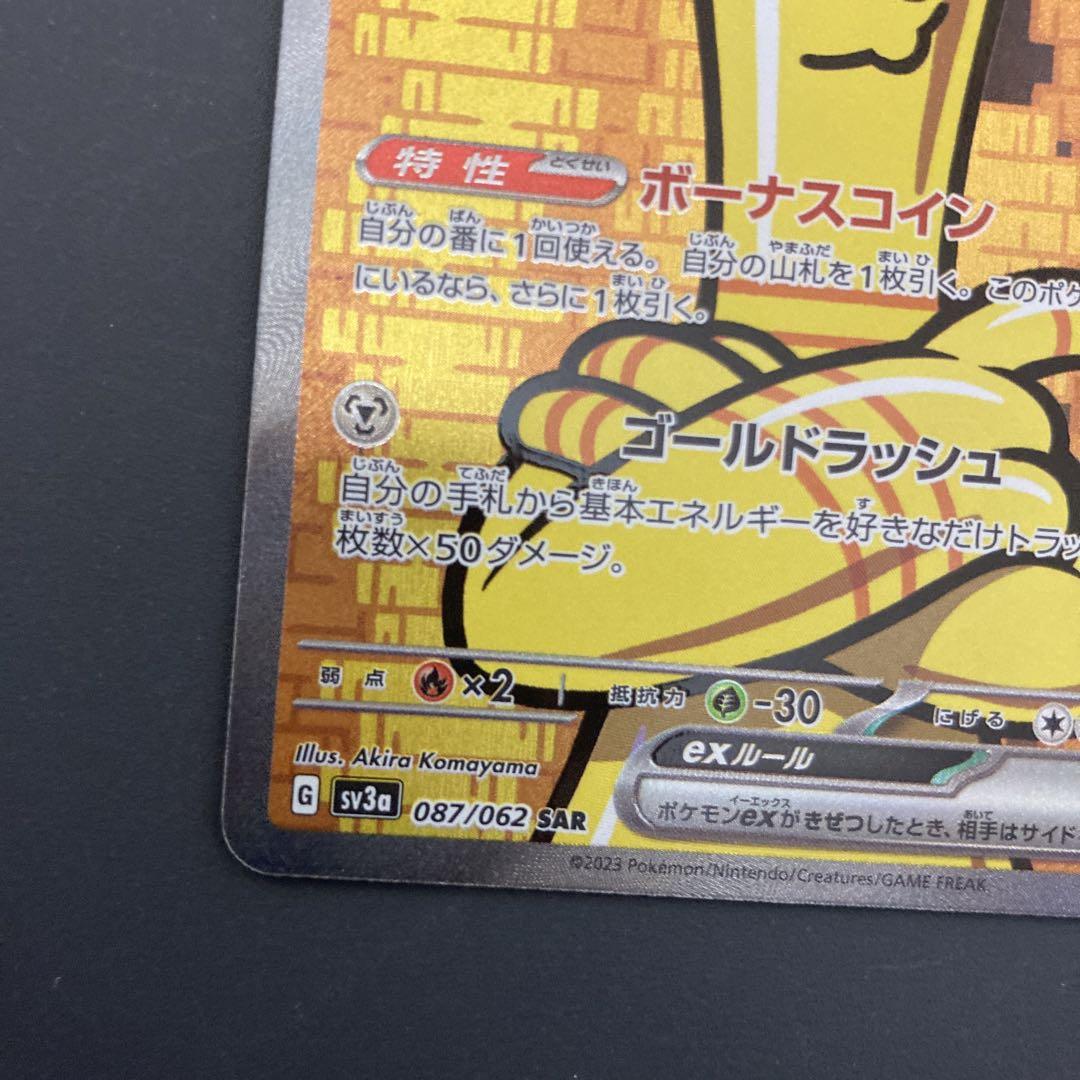 特性 とくせい ボーナスコイン
じぶん ばん かいつか じぶん やまふだ まい ひ
自分の番に1回使える。自分の山札を1枚引く。このポケ
まい ひ
にいるなら、さらに1枚引く。
ゴールドラッシュ
じぶん てふだ きほん す
自分の手札から基本エネルギーを好きなだけトラッ
まいすう
枚数×50ダメージ。
弱点 ×2 抵抗力 -30 にげる
Illus. Akira Komayama
exルール
G sv3a 087/062 SAR
イーエックス あいて
ポケモンexがきぜつしたとき、相手はサイド
©2023 Pokémon/Nintendo/Creatures/GAME FREAK